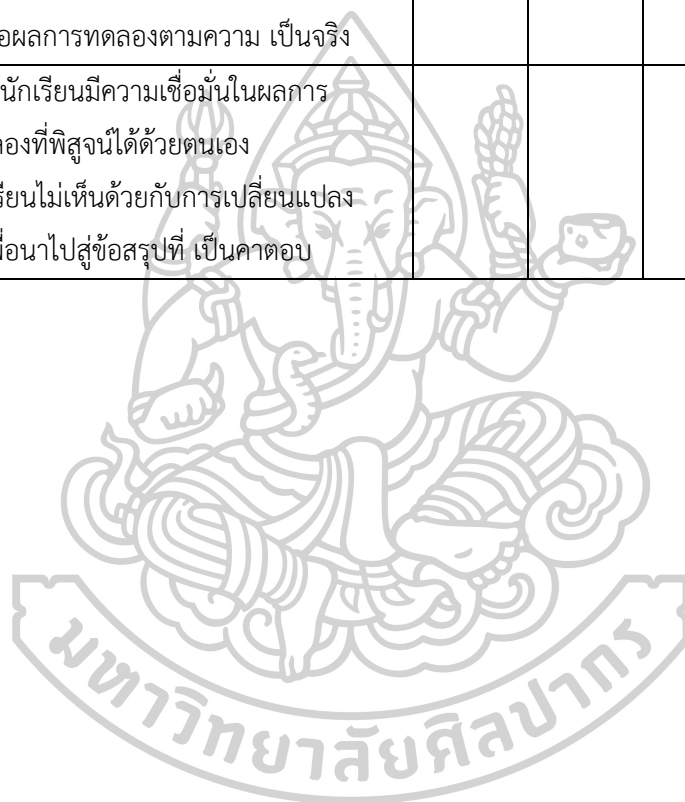 อผลการทดลองตามความ เป็นจริง
นักเรียนมีความเชื่อมั่นในผลการ
ลองที่พิสูจน์ได้ด้วยตนเอง
รียนไม่เห็นด้วยกับการเปลี่ยนแปลง
นาไปสู่ข้อสรุปที่ เป็นคาตอบ
มหาวิทยาลัยศิลปากร